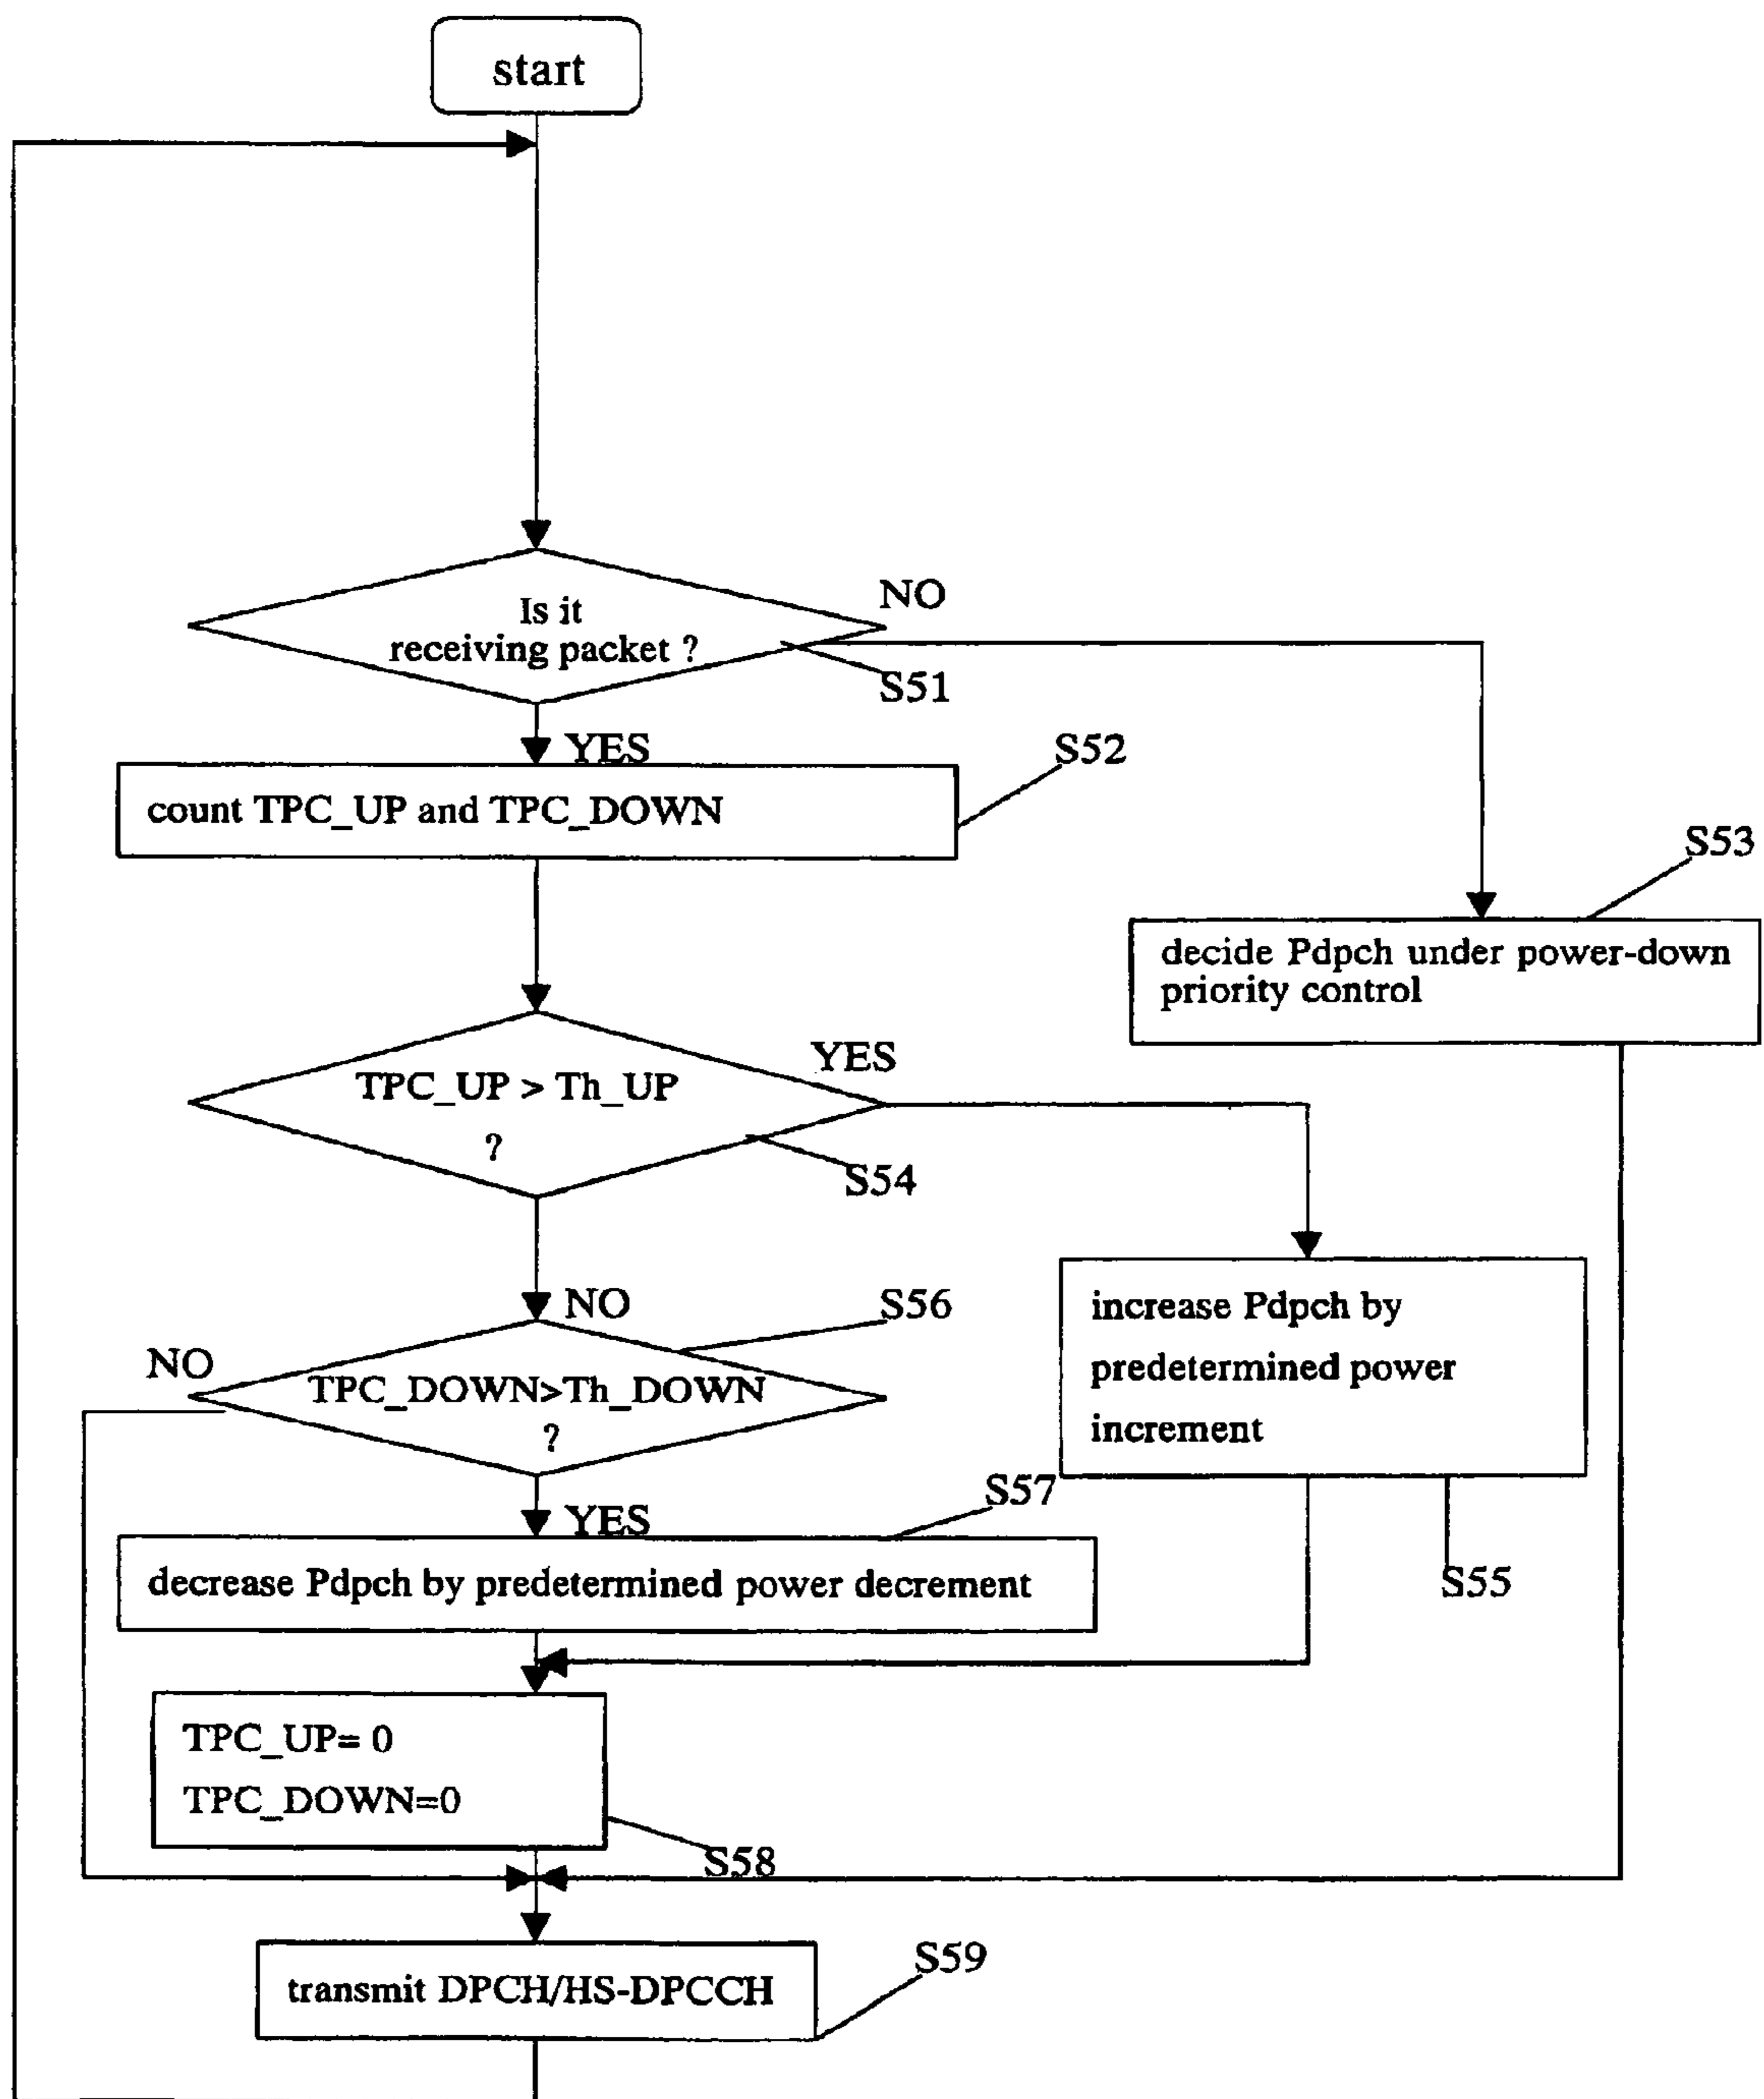 start
Is it
receiving packet ?
NO
S51
YES
S52
count TPC_UP and TPC_DOWN
S53
decide Pdpch under power-down
priority control
TPC_UP > Th_UP
?
YES
S54
NO
S56
increase Pdpch by
predetermined power
increment
S55
NO
TPC_DOWN>Th_DOWN
?
YES
S57
decrease Pdpch by predetermined power decrement
TPC_UP= 0
TPC_DOWN=0
S58
S59
transmit DPCH/HS-DPCCH